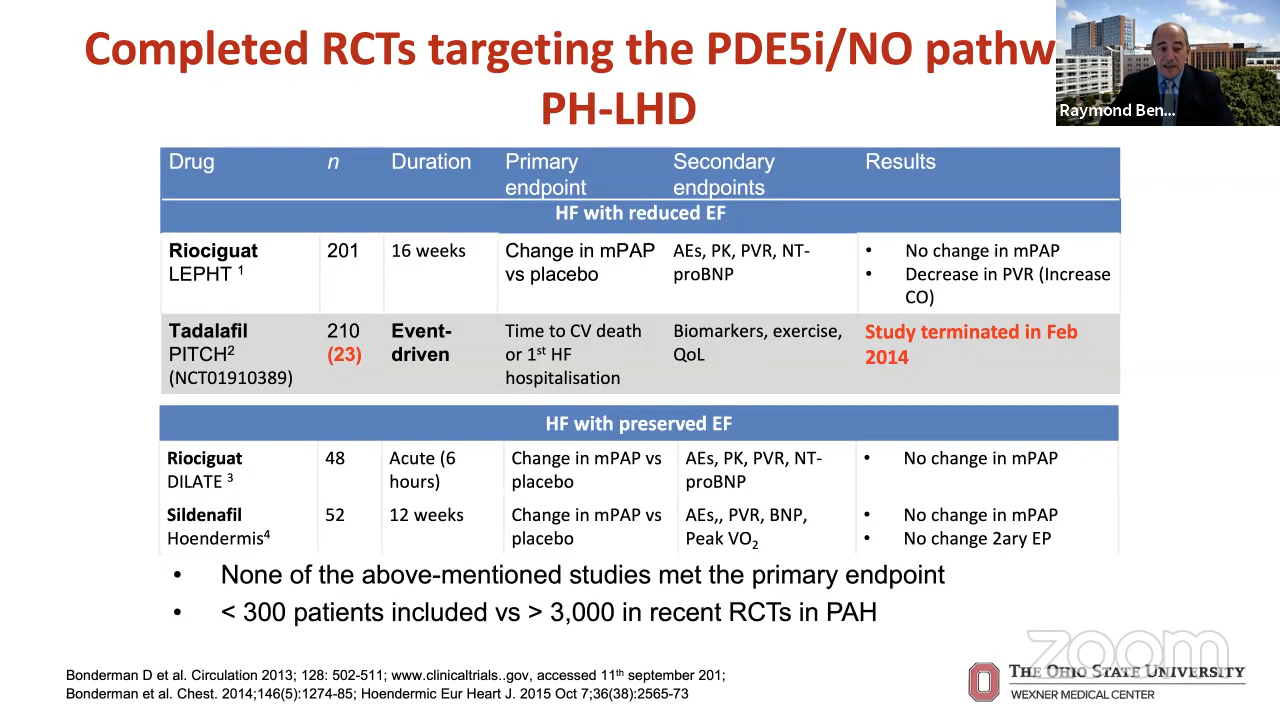 Completed RCTs targeting the PDE5i/NO pathw
PH-LHD
Raymond Ben...
Drug n Duration Primary endpoint Secondary endpoints Results
HF with reduced EF
Riociguat LEPHT 1 201 16 weeks Change in mPAP vs placebo AEs, PK, PVR, NT-proBNP • No change in mPAP • Decrease in PVR (Increase CO)
Tadalafil PITCH2 (NCT01910389) 210 (23) Event-driven Time to CV death or 1st HF hospitalisation Biomarkers, exercise, QoL Study terminated in Feb 2014
HF with preserved EF
Riociguat DILATE 3 48 Acute (6 hours) Change in mPAP vs placebo AEs, PK, PVR, NT-proBNP • No change in mPAP
Sildenafil Hoendermis4 52 12 weeks Change in mPAP vs placebo AEs,, PVR, BNP, Peak VO2 • No change in mPAP • No change 2ary EP
• None of the above-mentioned studies met the primary endpoint
• < 300 patients included vs > 3,000 in recent RCTs in PAH
Bonderman D et al. Circulation 2013; 128: 502-511; www.clinicaltrials..gov, accessed 11th september 201;
Bonderman et al. Chest. 2014;146(5):1274-85; Hoendermic Eur Heart J. 2015 Oct 7;36(38):2565-73
zoom
THE OHIO STATE UNIVERSITY
WEXNER MEDICAL CENTER